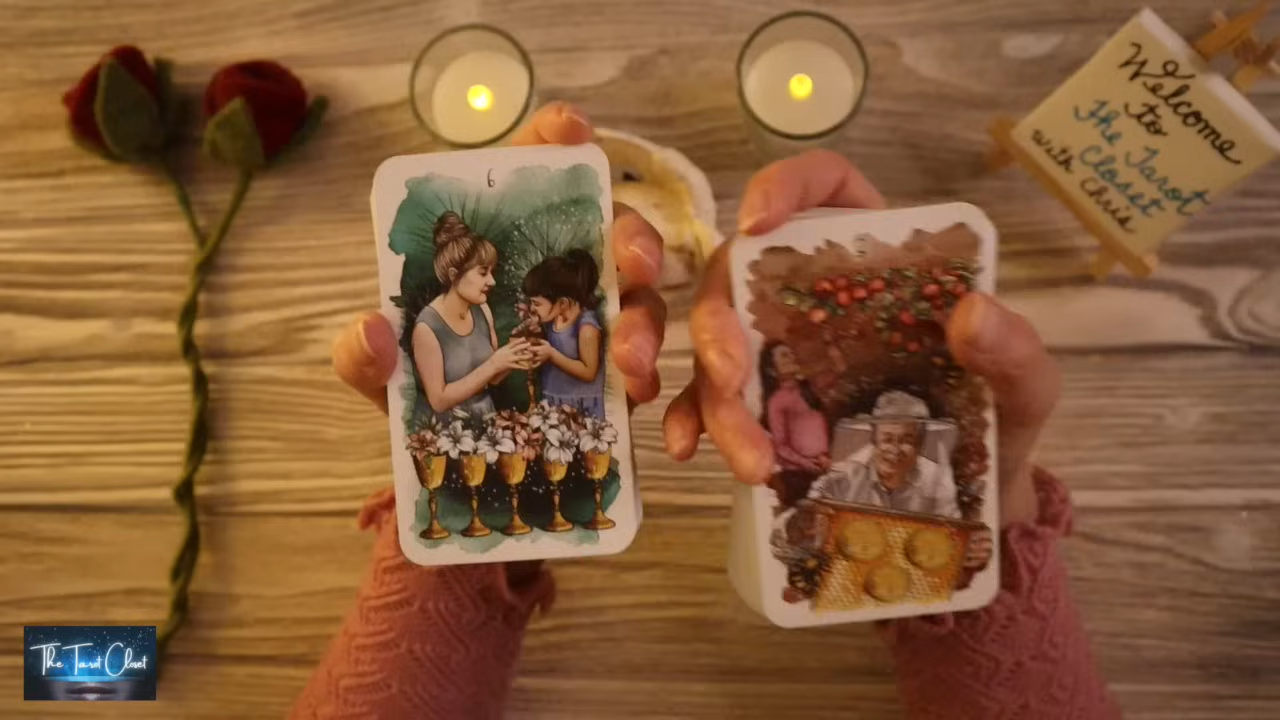 6
Welcome
to
The Tarot
Closet
with Chris
The Tarot Closet